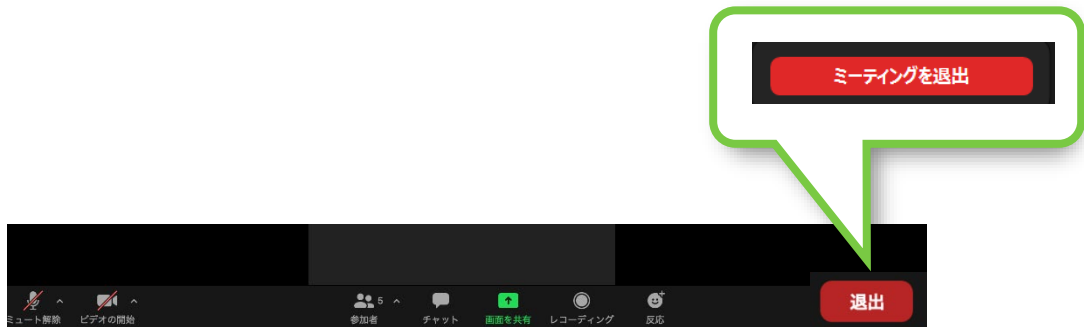 ミーティングを退出
5
退出
ミュート解除 ビデオの開始 参加者 チャット 画面を共有 レコーディング 反応